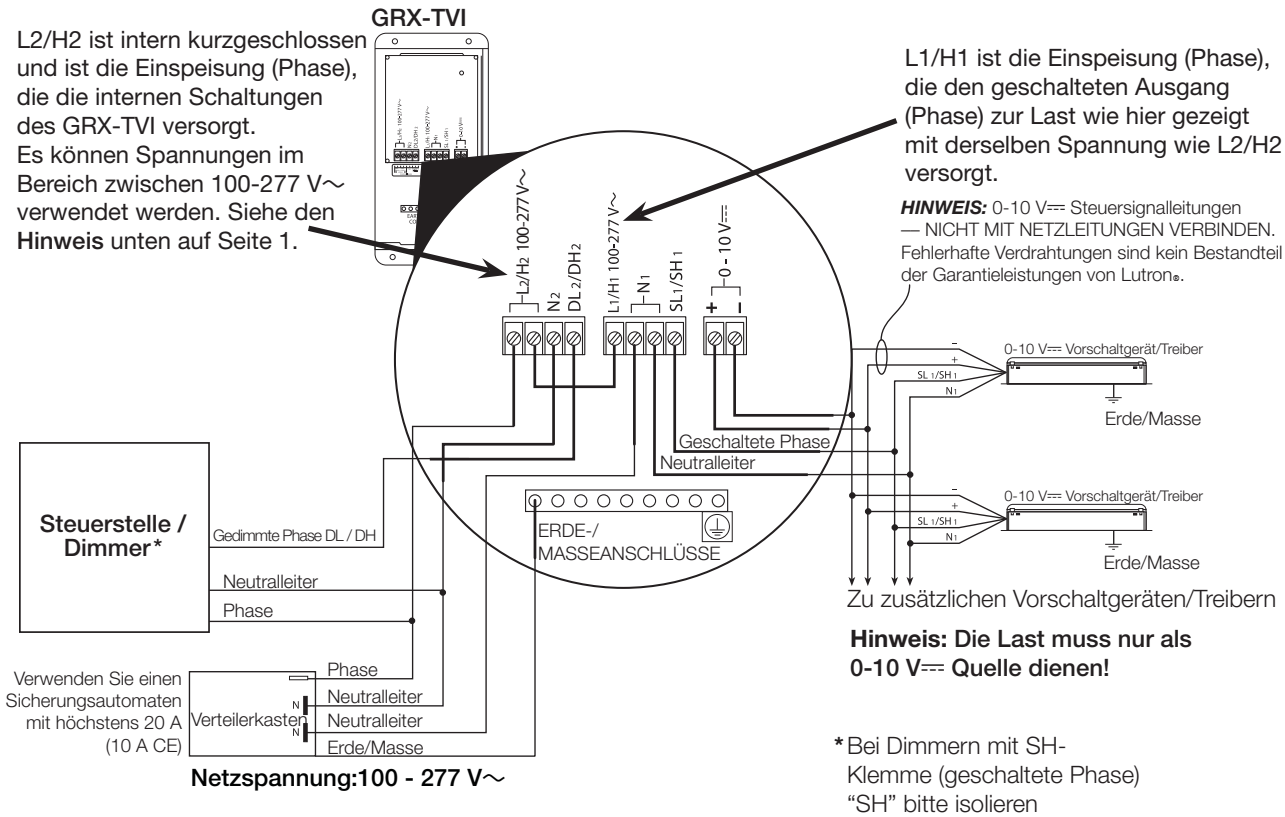 GRX-TVI
L2/H2 ist intern kurzgeschlossen
und ist die Einspeisung (Phase),
die die internen Schaltungen
des GRX-TVI versorgt.
Es können Spannungen im
Bereich zwischen 100-277 V~
verwendet werden. Siehe den
Hinweis unten auf Seite 1.
L1/H1 ist die Einspeisung (Phase),
die den geschalteten Ausgang
(Phase) zur Last wie hier gezeigt
mit derselben Spannung wie L2/H2
versorgt.
HINWEIS: 0-10 V⎓ Steuersignalleitungen
— NICHT MIT NETZLEITUNGEN VERBINDEN.
Fehlerhafte Verdrahtungen sind kein Bestandteil
der Garantieleistungen von Lutron®.
L2/H2 100-277 V~
N2
DL2/DH2
L1/H1 100-277 V~
N1
SL1/SH1
0 - 10 V⎓
+ -
Geschaltete Phase
Neutralleiter
ERDE-/
MASSEANSCHLÜSSE
-
+
SL 1/SH 1
N1
0-10 V⎓ Vorschaltgerät/Treiber
Erde/Masse
-
+
SL 1/SH 1
N1
0-10 V⎓ Vorschaltgerät/Treiber
Erde/Masse
Zu zusätzlichen Vorschaltgeräten/Treibern
Hinweis: Die Last muss nur als
0-10 V⎓ Quelle dienen!
Steuerstelle /
Dimmer*
Gedimmte Phase DL / DH
Neutralleiter
Phase
Verwenden Sie einen
Sicherungsautomaten
mit höchstens 20 A
(10 A CE)
Verteilerkasten
N
N
Phase
Neutralleiter
Neutralleiter
Erde/Masse
Netzspannung:100 - 277 V~
*Bei Dimmern mit SH-
Klemme (geschaltete Phase)
"SH" bitte isolieren